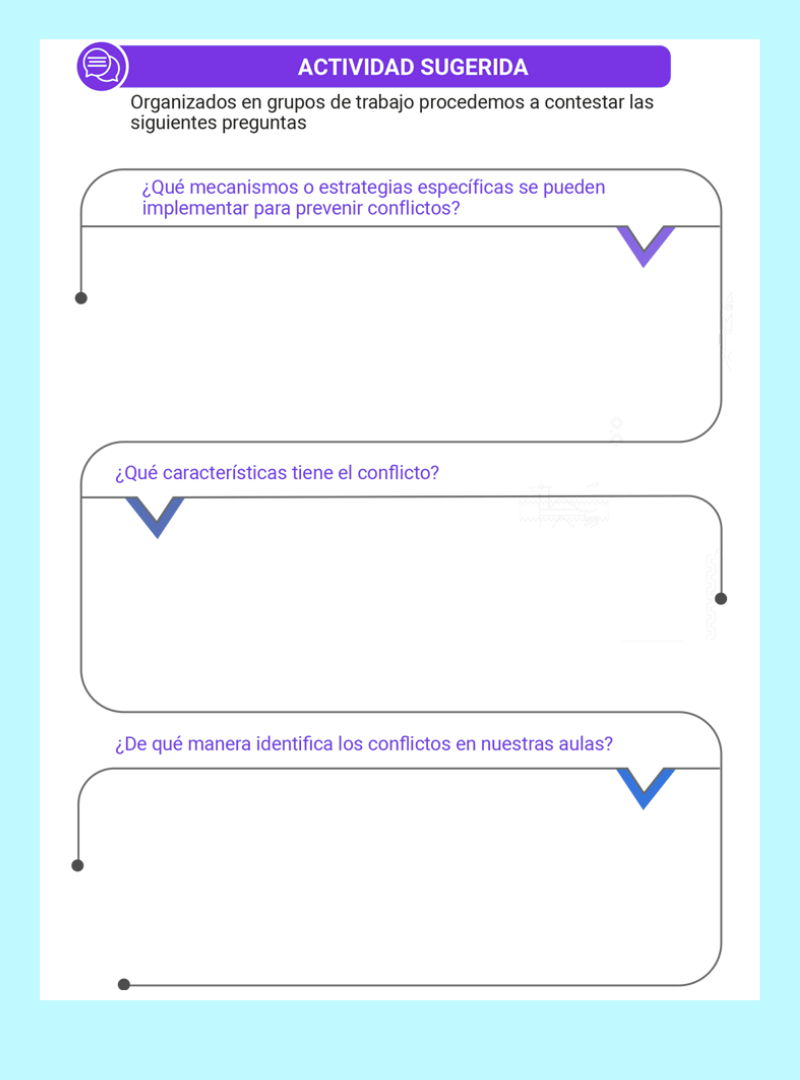 ACTIVIDAD SUGERIDA
Organizados en grupos de trabajo procedemos a contestar las
siguientes preguntas
¿Qué mecanismos o estrategias específicas se pueden
implementar para prevenir conflictos?
¿Qué características tiene el conflicto?
¿De qué manera identifica los conflictos en nuestras aulas?